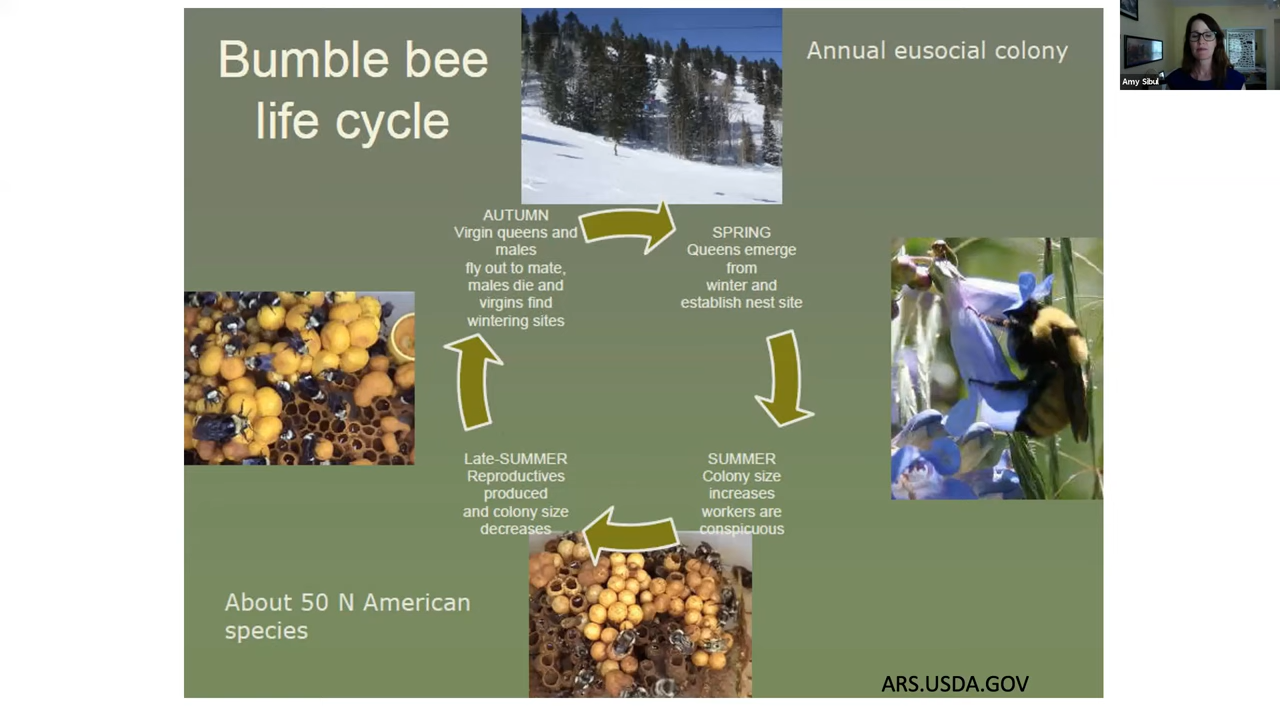 Bumble bee
life cycle
Annual eusocial colony
Amy Sibul
AUTUMN
Virgin queens and
males
fly out to mate,
males die and
virgins find
wintering sites
SPRING
Queens emerge
from
winter and
establish nest site
Late-SUMMER
Reproductives
produced
and colony size
decreases
SUMMER
Colony size
increases
workers are
conspicuous
About 50 N American
species
ARS.USDA.GOV